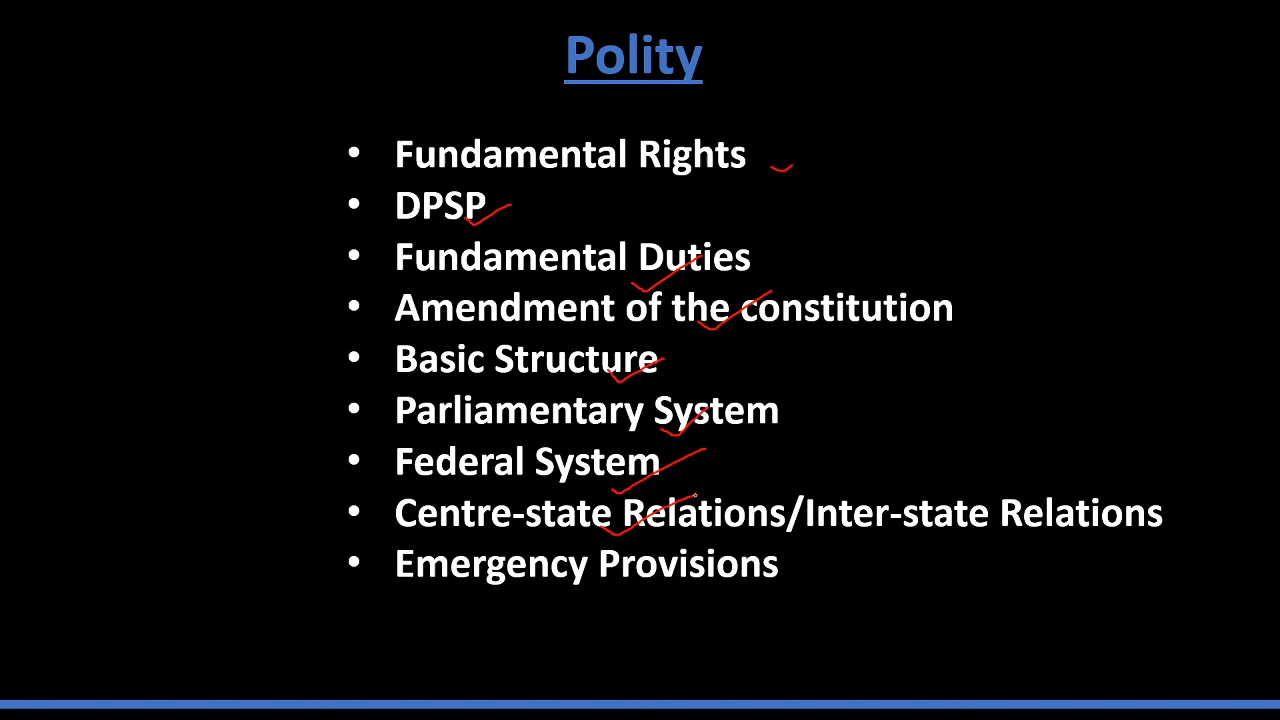 Polity
• Fundamental Rights
• DPSP
• Fundamental Duties
• Amendment of the constitution
• Basic Structure
• Parliamentary System
• Federal System
• Centre-state Relations/Inter-state Relations
• Emergency Provisions